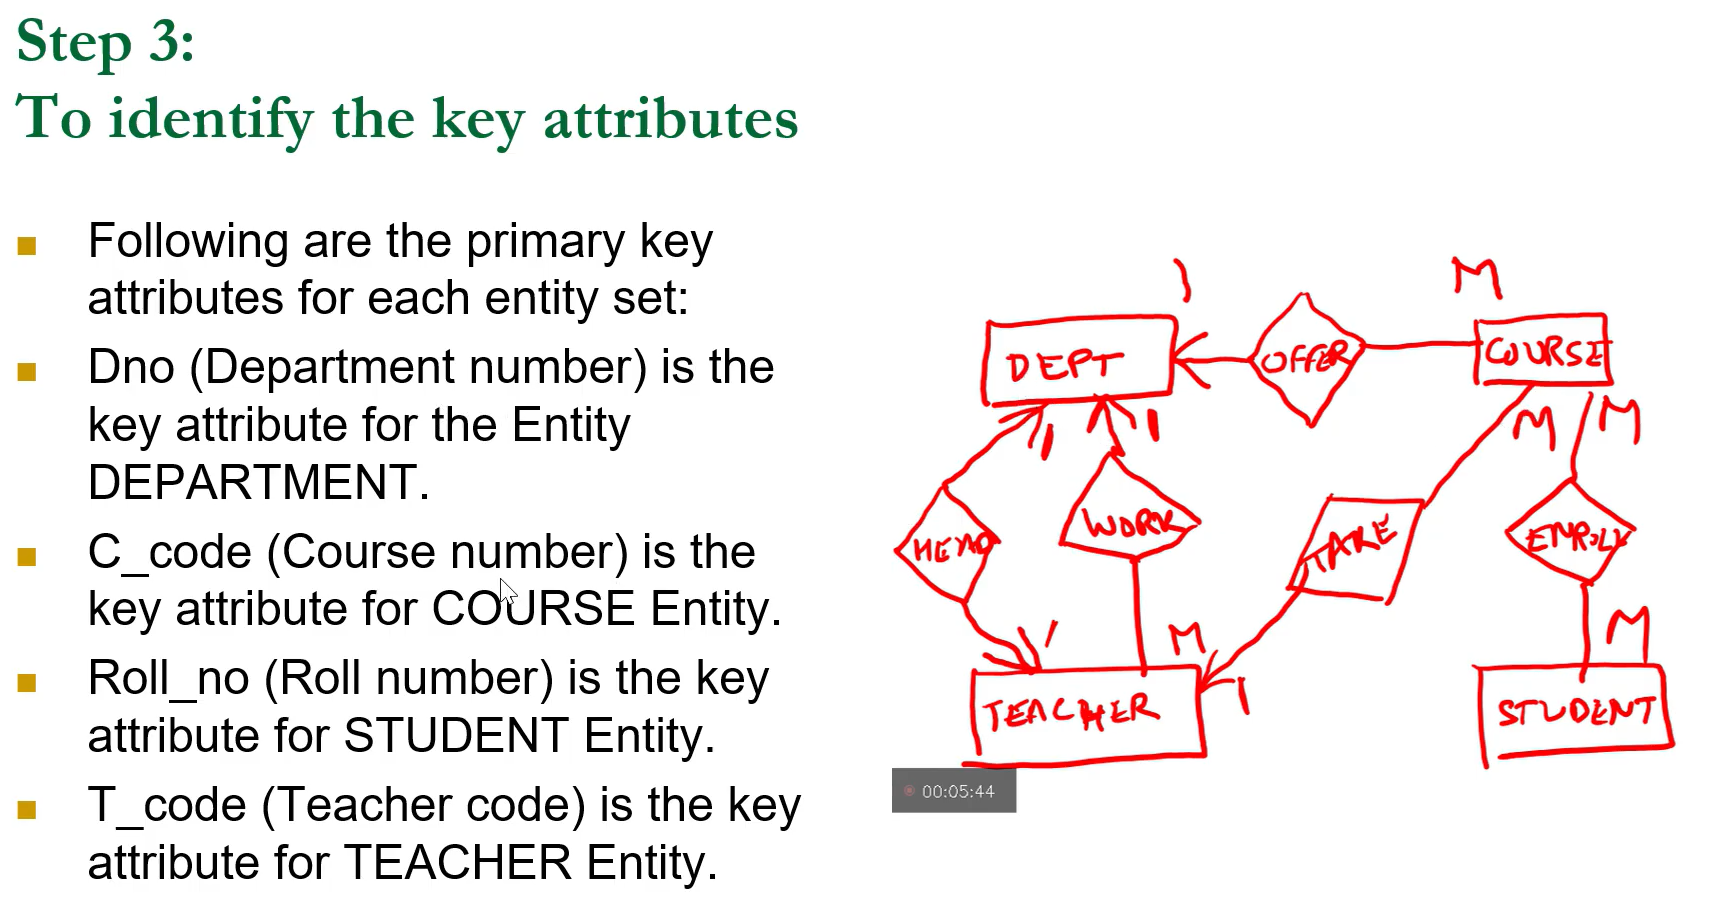 Step 3:
To identify the key attributes
Following are the primary key
attributes for each entity set:
Dno (Department number) is the
key attribute for the Entity
DEPARTMENT.
C_code (Course number) is the
key attribute for COURSE Entity.
Roll_no (Roll number) is the key
attribute for STUDENT Entity.
T_code (Teacher code) is the key
attribute for TEACHER Entity.
1 M
DEPT OFFER COURSE
1 1 M M
HEAD WORK TAKE ENROLL
1 M M
1
TEACHER STUDENT
00:05:44